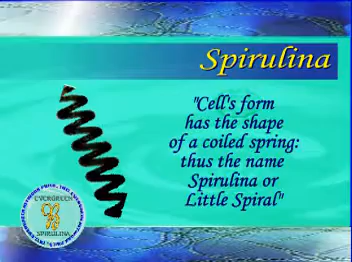 Spirulina
"Cell's form
has the shape
of a coiled spring:
thus the name
Spirulina or
Little Spiral"
EVERGREEN
SPIRULINA